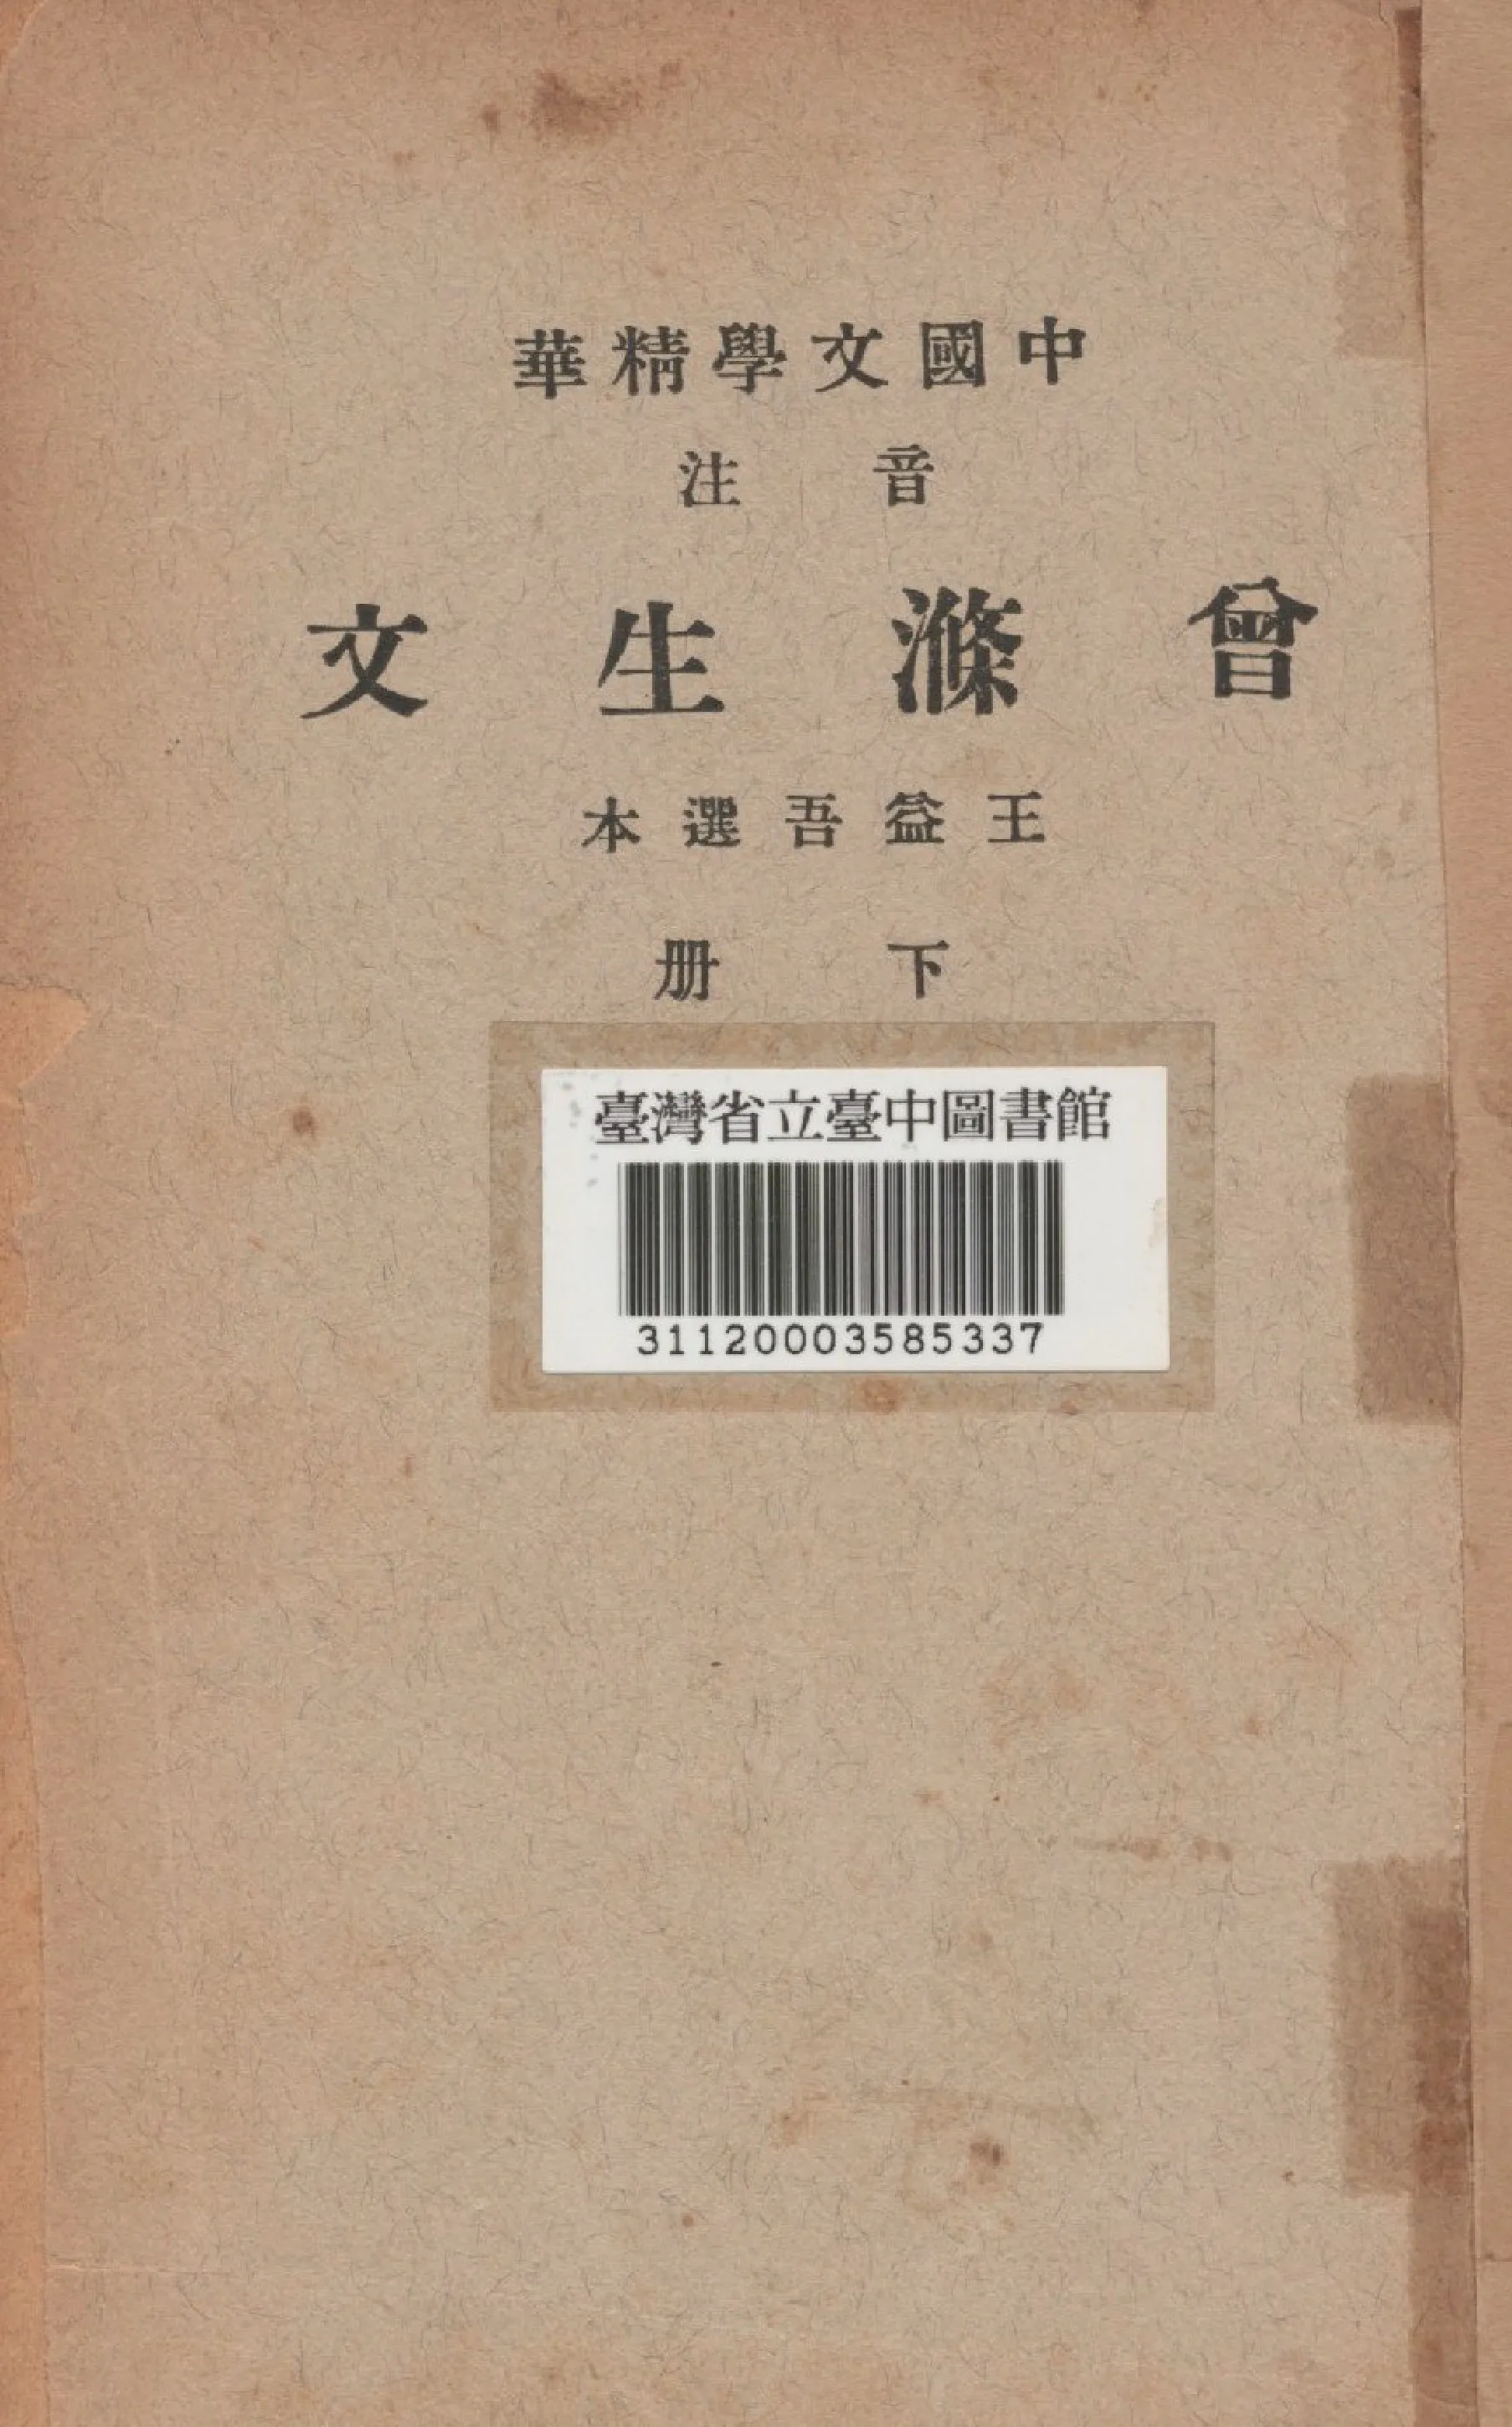 中國文學精華
音注
曾滌生文
王益吾選本
下册
臺灣省立臺中圖書館
31120003585337